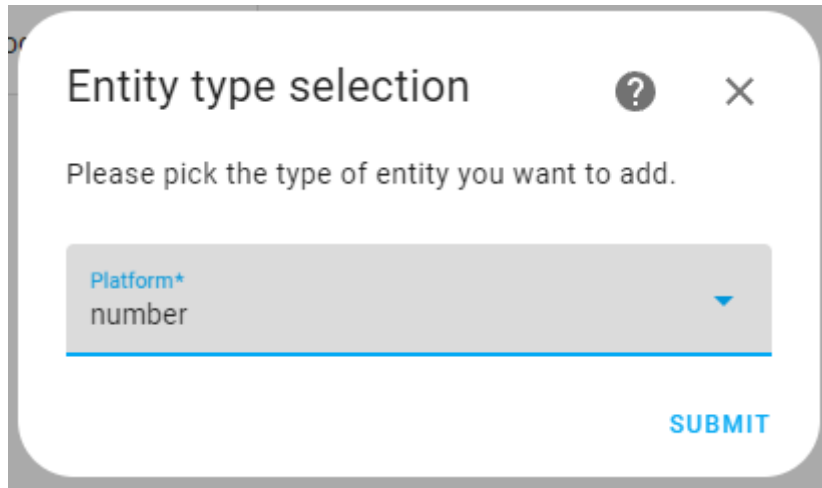 Entity type selection
Please pick the type of entity you want to add.
Platform*
number
SUBMIT